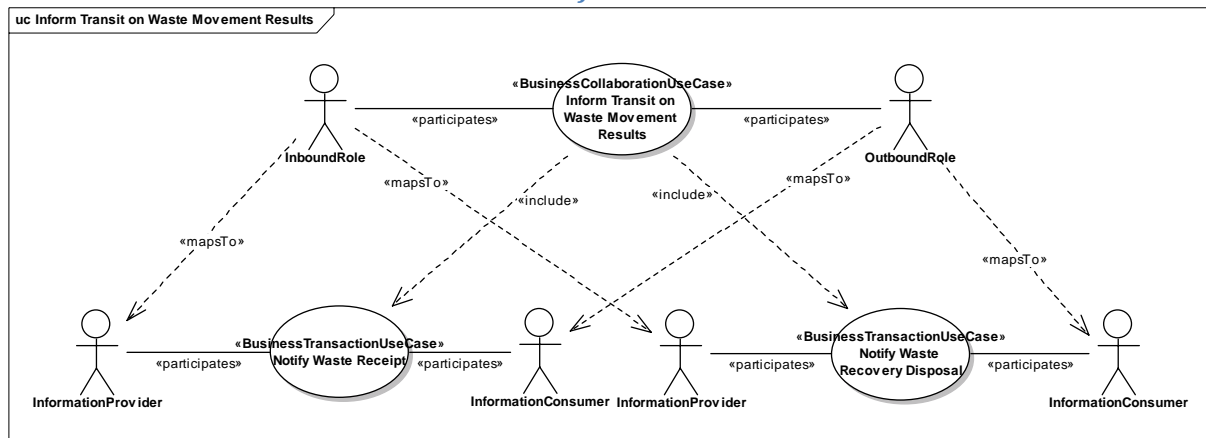 uc Inform Transit on Waste Movement Results
«BusinessCollaborationUseCase»
Inform Transit on
Waste Movement
Results
«participates»
«participates»
InboundRole
OutboundRole
«mapsTo»
«mapsTo»
«include»
«include»
«mapsTo»
«mapsTo»
«BusinessTransactionUseCase»
Notify Waste Receipt
«BusinessTransactionUseCase»
Notify Waste
Recovery Disposal
«participates»
«participates»
«participates»
«participates»
InformationProvider
InformationConsumer
InformationProvider
InformationConsumer